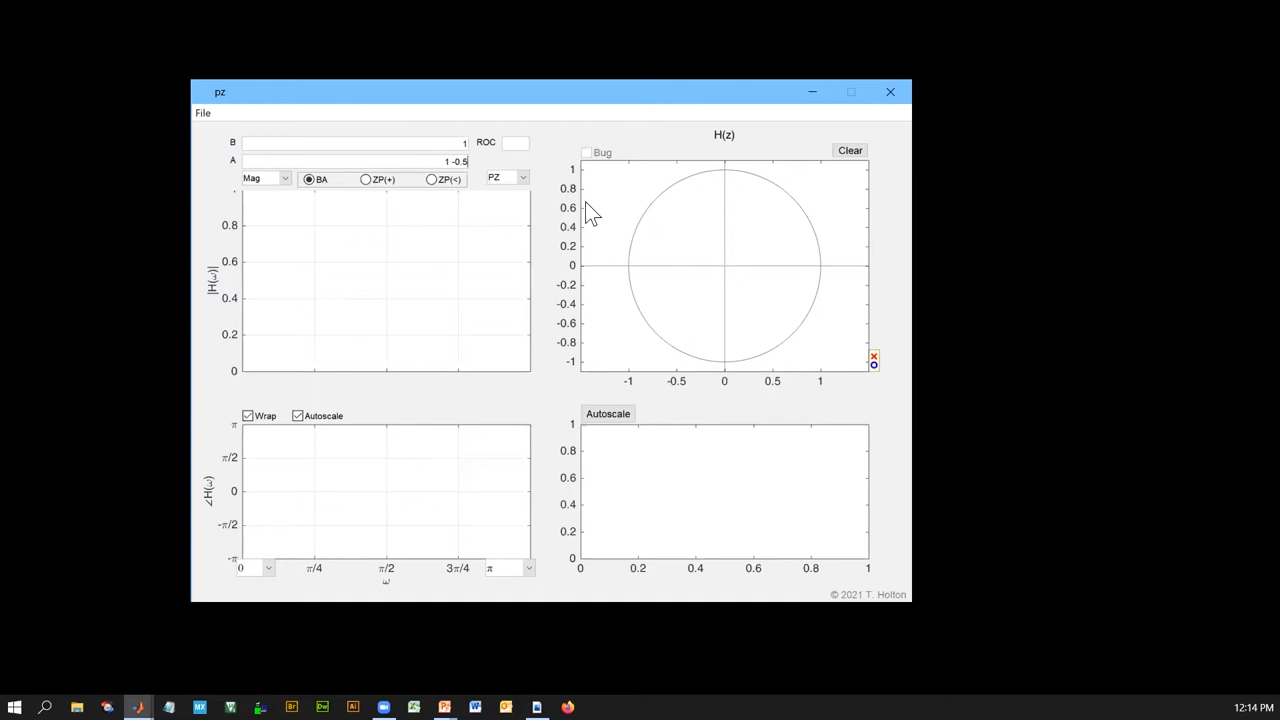 pz
File
B 1 ROC
A 1 -0.5
Mag BA ZP(+) ZP(<) PZ
H(z)
Bug Clear
0.8
0.6
0.4
0.2
0
|H(ω)|
1
0.8
0.6
0.4
0.2
0
-0.2
-0.4
-0.6
-0.8
-1
-1 -0.5 0 0.5 1
Wrap Autoscale
π
π/2
0
-π/2
-π
∠H(ω)
0 π/4 π/2 3π/4 π
ω
Autoscale
1
0.8
0.6
0.4
0.2
0
0 0.2 0.4 0.6 0.8 1
© 2021 T. Holton
Br Dw Ai
12:14 PM